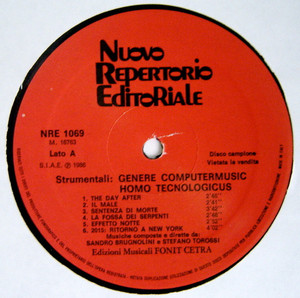 Nuovo
Repertorio
Editoriale
NRE 1069
M. 16763
Lato A
S.I.A.E. ℗ 1986
Disco campione
Vietata la vendita
Strumentali: GENERE COMPUTERMUSIC
HOMO TECNOLOGICUS
1. THE DAY AFTER
2. IL MALE
3. SENTENZA DI MORTE
4. LA FOSSA DEI SERPENTI
5. EFFETTO NOTTE
6. 2015: RITORNO A NEW YORK
Musiche composte e dirette da:
SANDRO BRUGNOLINI e STEFANO TOROSSI
Edizioni Musicali FONIT CETRA